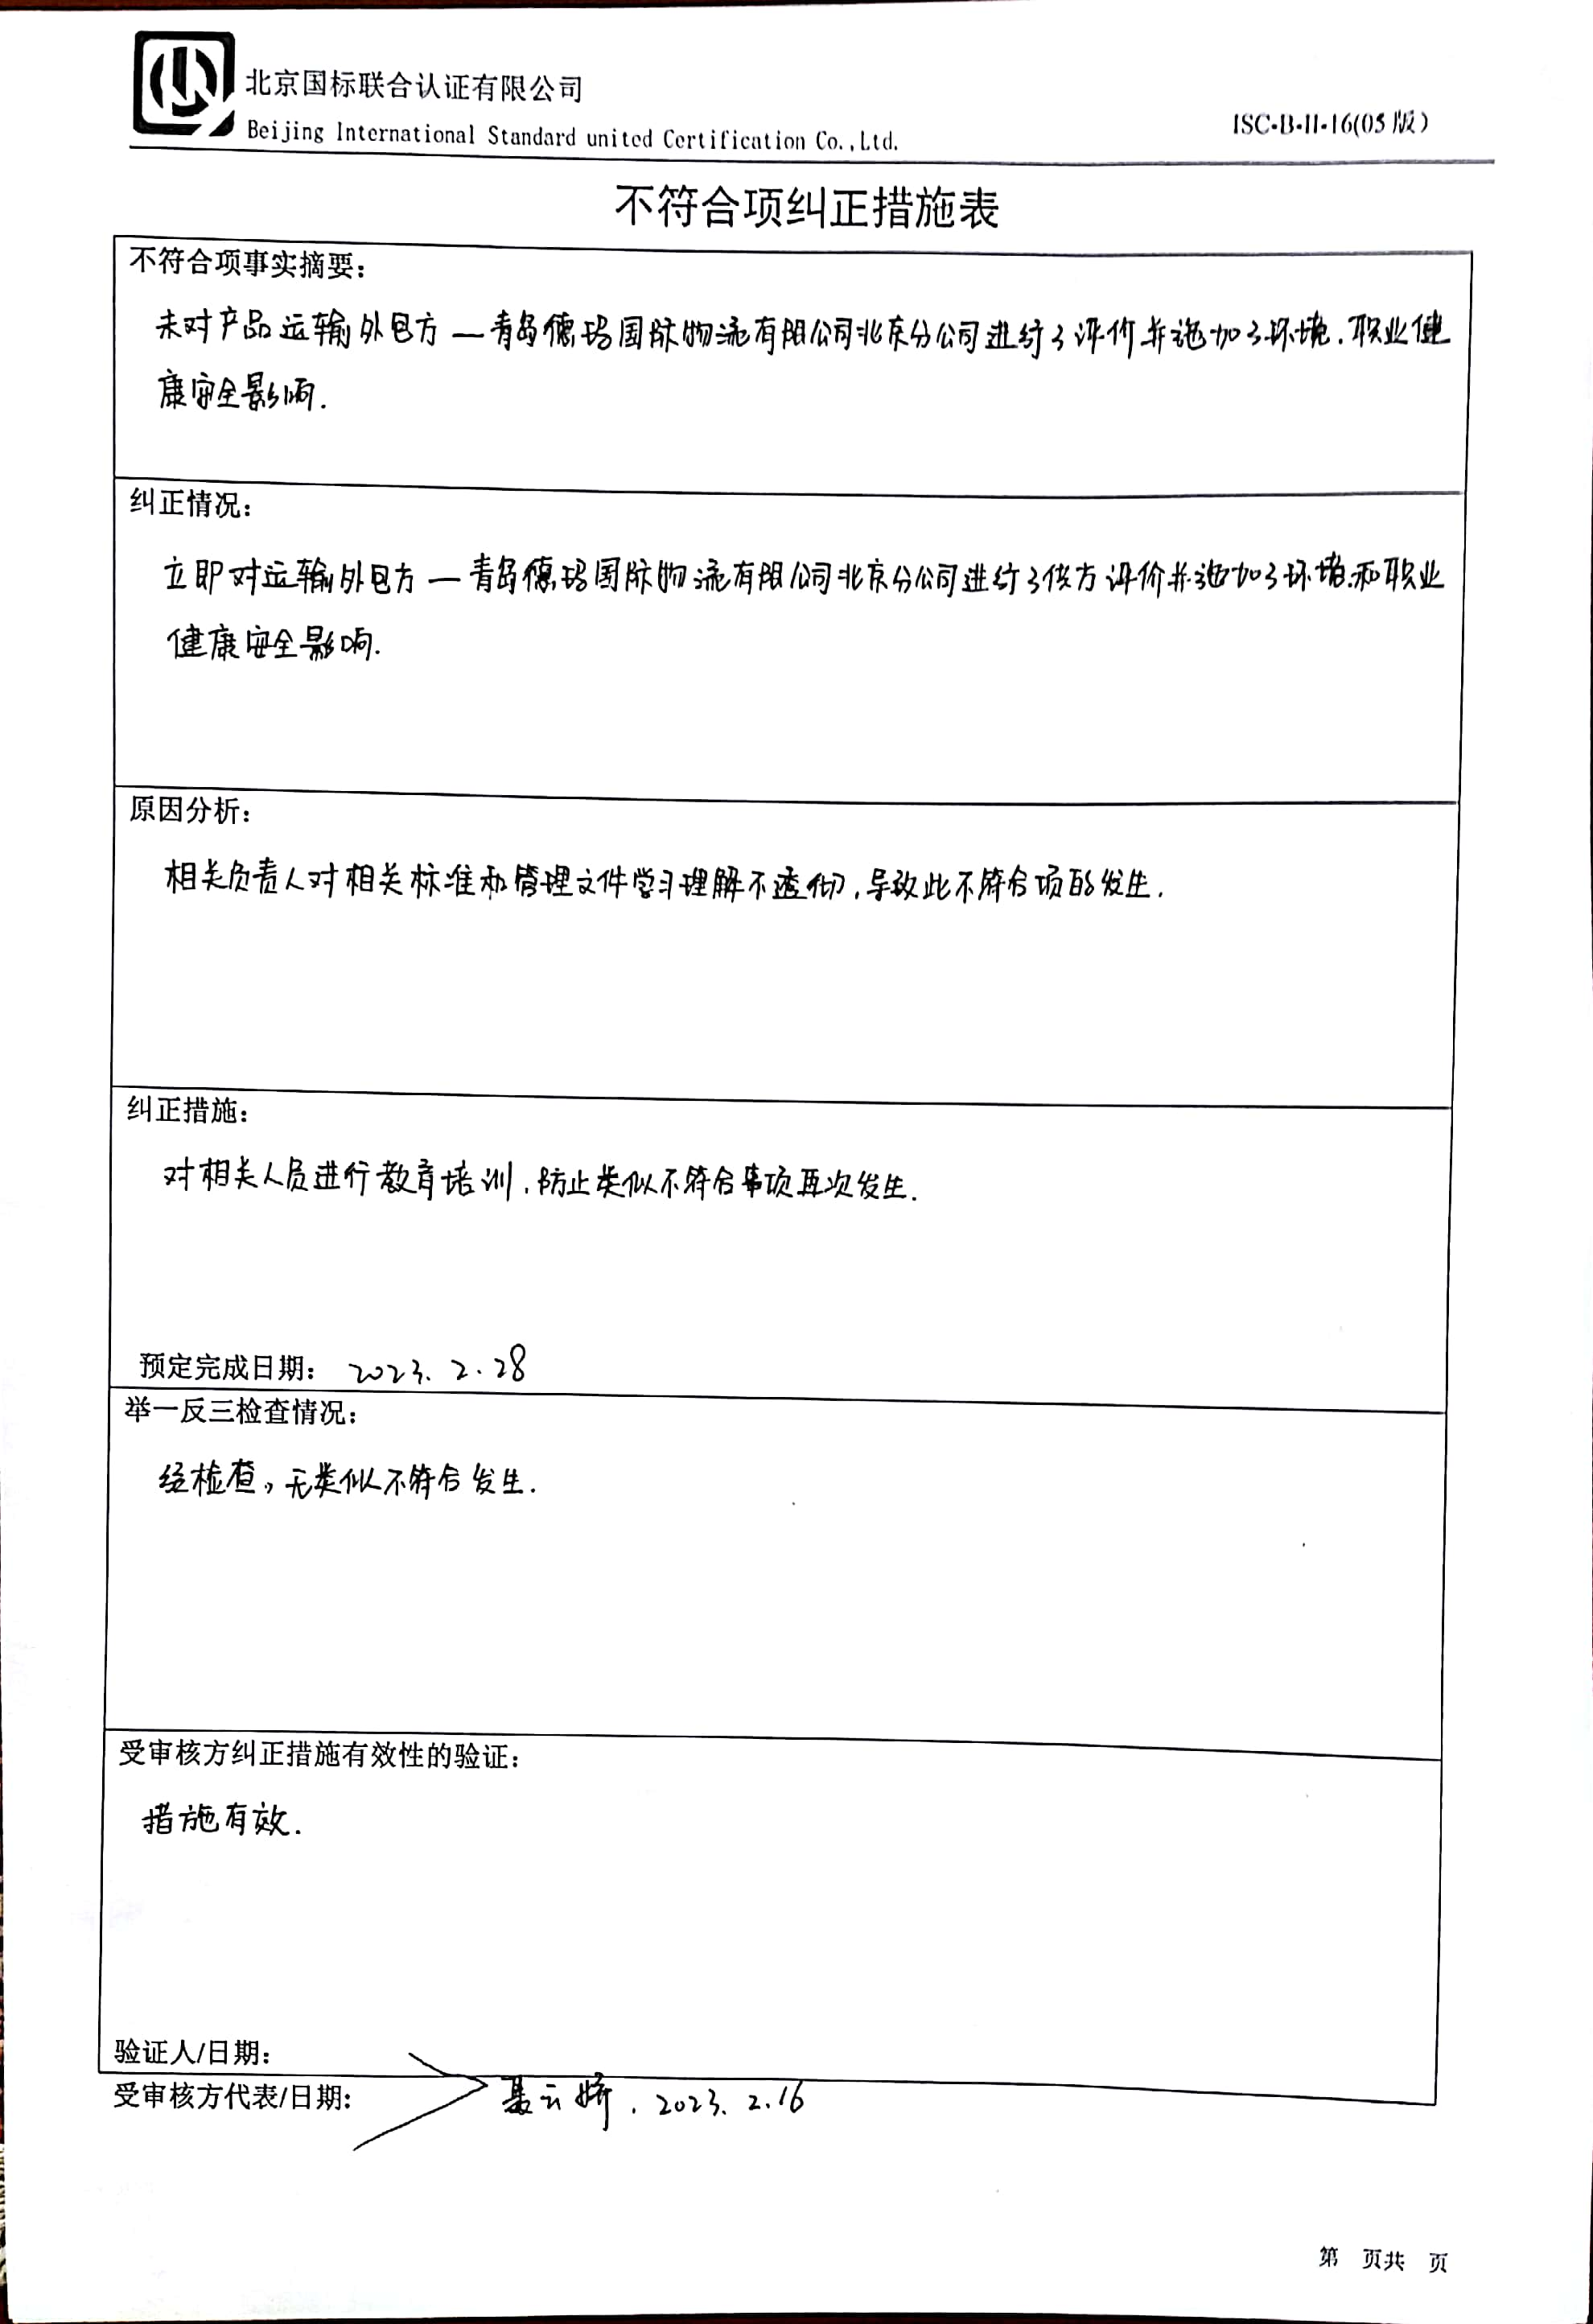 北京国标联合认证有限公司
Beijing International Standard united Certification Co.,Ltd.
ISC-B-II-16(05版)
不符合项纠正措施表
不符合项事实摘要：
未对产品运输外包方—青岛德玛国际物流有限公司北京分公司进行了评价并施加了环境.职业健
康安全影响.
纠正情况：
立即对运输外包方—青岛德玛国际物流有限公司北京分公司进行了供方评价并施加了环境.和职业
健康安全影响.
原因分析：
相关负责人对相关标准和管理文件学习理解不透彻,导致此不符合项的发生.
纠正措施：
对相关人员进行教育培训,防止类似不符合事项再次发生.
预定完成日期： 2023.2.28
举一反三检查情况：
经检查,无类似不符合发生.
受审核方纠正措施有效性的验证：
措施有效.
验证人/日期：
受审核方代表/日期: 聂云娇. 2023.2.16
第 页共 页